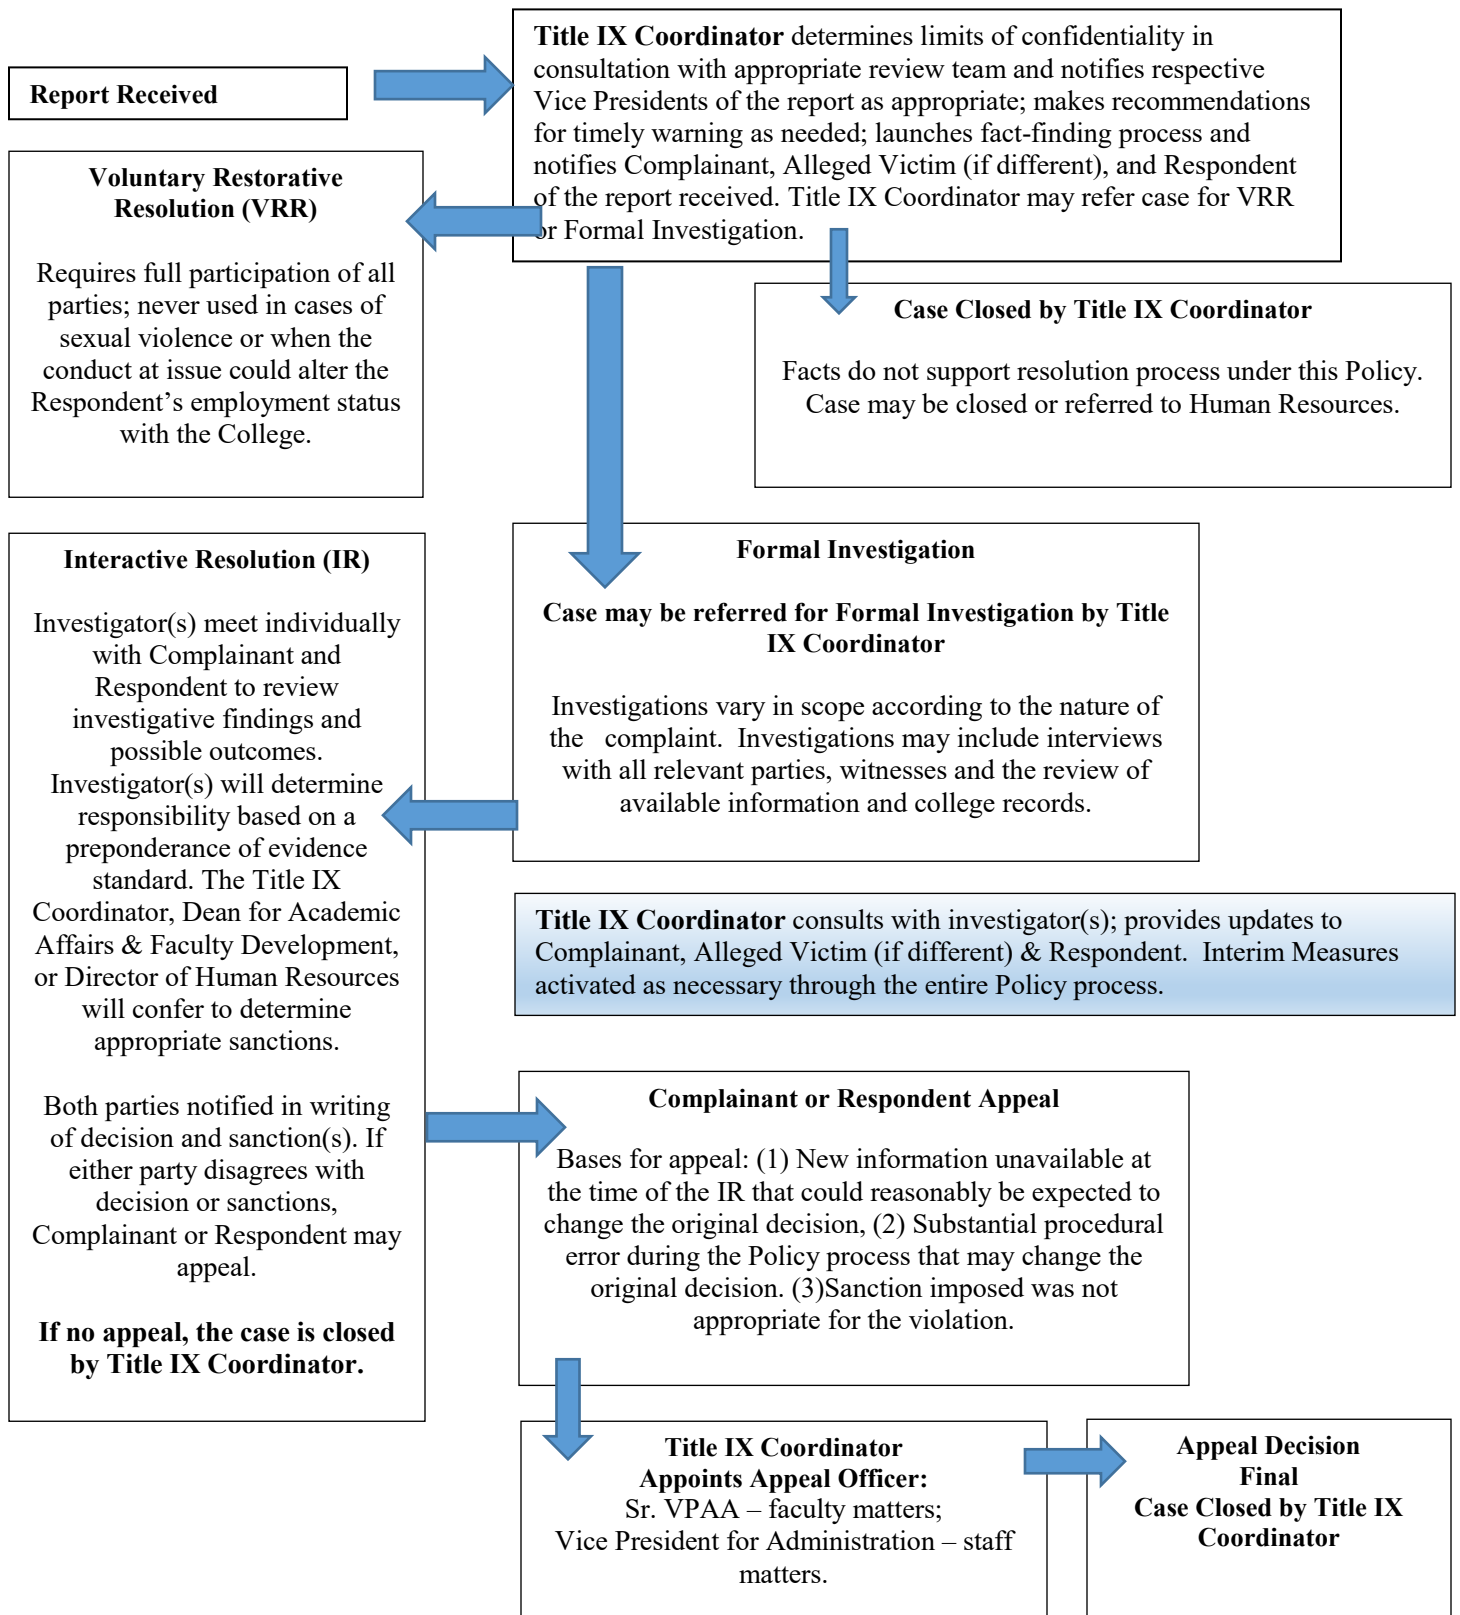 Report Received
Title IX Coordinator determines limits of confidentiality in
consultation with appropriate review team and notifies respective
Vice Presidents of the report as appropriate; makes recommendations
for timely warning as needed; launches fact-finding process and
notifies Complainant, Alleged Victim (if different), and Respondent
of the report received. Title IX Coordinator may refer case for VRR
or Formal Investigation.
Voluntary Restorative
Resolution (VRR)
Requires full participation of all
parties; never used in cases of
sexual violence or when the
conduct at issue could alter the
Respondent’s employment status
with the College.
Case Closed by Title IX Coordinator
Facts do not support resolution process under this Policy.
Case may be closed or referred to Human Resources.
Formal Investigation
Case may be referred for Formal Investigation by Title
IX Coordinator
Investigations vary in scope according to the nature of
the complaint. Investigations may include interviews
with all relevant parties, witnesses and the review of
available information and college records.
Interactive Resolution (IR)
Investigator(s) meet individually
with Complainant and
Respondent to review
investigative findings and
possible outcomes.
Investigator(s) will determine
responsibility based on a
preponderance of evidence
standard. The Title IX
Coordinator, Dean for Academic
Affairs & Faculty Development,
or Director of Human Resources
will confer to determine
appropriate sanctions.
Both parties notified in writing
of decision and sanction(s). If
either party disagrees with
decision or sanctions,
Complainant or Respondent may
appeal.
If no appeal, the case is closed
by Title IX Coordinator.
Title IX Coordinator consults with investigator(s); provides updates to
Complainant, Alleged Victim (if different) & Respondent. Interim Measures
activated as necessary through the entire Policy process.
Complainant or Respondent Appeal
Bases for appeal: (1) New information unavailable at
the time of the IR that could reasonably be expected to
change the original decision, (2) Substantial procedural
error during the Policy process that may change the
original decision. (3)Sanction imposed was not
appropriate for the violation.
Title IX Coordinator
Appoints Appeal Officer:
Sr. VPAA – faculty matters;
Vice President for Administration – staff
matters.
Appeal Decision
Final
Case Closed by Title IX
Coordinator